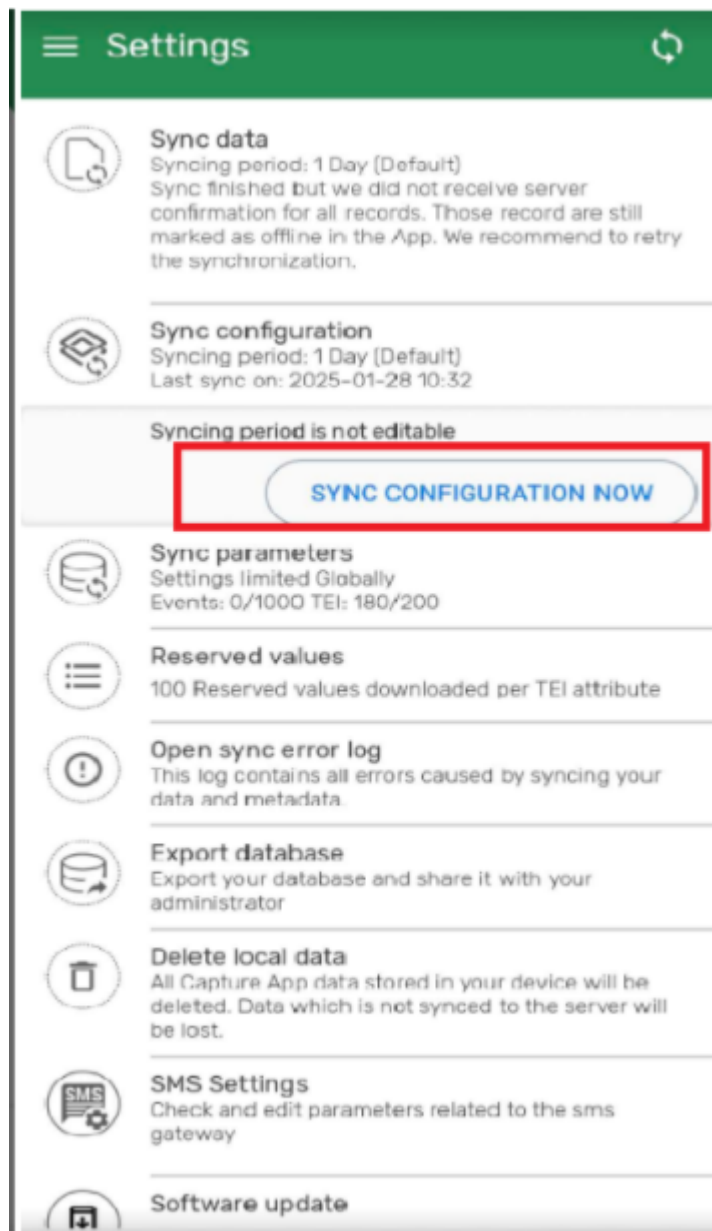 Settings
Sync data
Syncing period: 1 Day (Default)
Sync finished but we did not receive server
confirmation for all records. Those record are still
marked as offline in the App. We recommend to retry
the synchronization.
Sync configuration
Syncing period: 1 Day (Default)
Last sync on: 2025-01-28 10:32
Syncing period is not editable
SYNC CONFIGURATION NOW
Sync parameters
Settings limited Globally
Events: 0/1000 TEI: 180/200
Reserved values
100 Reserved values downloaded per TEI attribute
Open sync error log
This log contains all errors caused by syncing your
data and metadata.
Export database
Export your database and share it with your
administrator
Delete local data
All Capture App data stored in your device will be
deleted. Data which is not synced to the server will
be lost.
SMS
SMS Settings
Check and edit parameters related to the sms
gateway
Software update